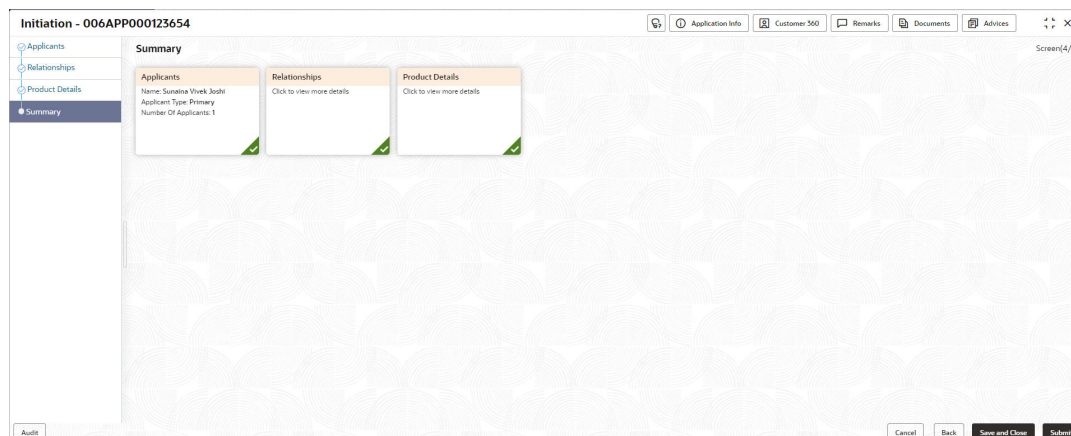 Initiation - 006APP000123654
Application Info
Customer 360
Remarks
Documents
Advices
Applicants
Relationships
Product Details
Summary
Summary
Screen(4/
Applicants
Name: Sunaina Vivek Joshi
Applicant Type: Primary
Number Of Applicants: 1
Relationships
Click to view more details
Product Details
Click to view more details
Audit
Cancel
Back
Save and Close
Submit